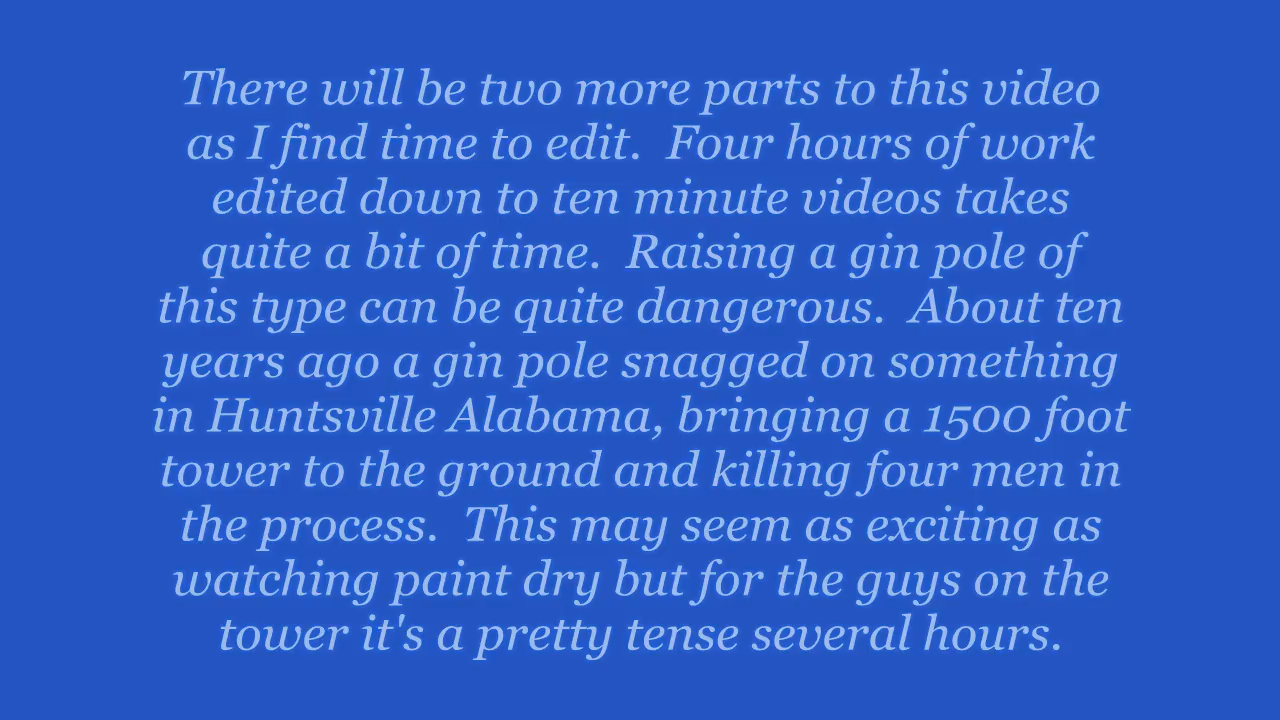 There will be two more parts to this video
as I find time to edit.  Four hours of work
edited down to ten minute videos takes
quite a bit of time.  Raising a gin pole of
this type can be quite dangerous.  About ten
years ago a gin pole snagged on something
in Huntsville Alabama, bringing a 1500 foot
tower to the ground and killing four men in
the process.  This may seem as exciting as
watching paint dry but for the guys on the
tower it's a pretty tense several hours.